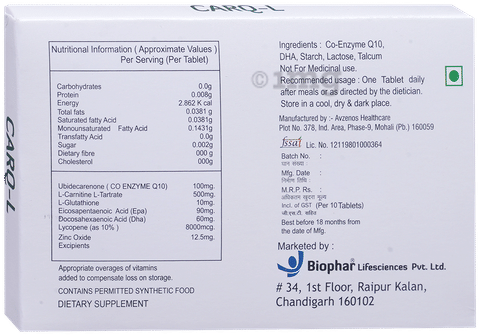 CARQ-L
CARQ-L
Nutritional Information ( Approximate Values )
Per Serving (Per Tablet)
Carbohydrates 0.0g
Protein 0.008g
Energy 2.862 K cal
Total fats 0.0381 g
Saturated fatty Acid 0.0381g
Monounsaturated Fatty Acid 0.1431g
Transfatty Acid 0.0g
Sugar 0.002g
Dietary fibre 000 g
Cholesterol 000g
Ubidecarenone ( CO ENZYME Q10) 100mg.
L-Carnitine L-Tartrate 500mg.
L-Glutathione 10mg.
Eicosapentaenoic Acid (Epa) 90mg.
Docosahexaenoic Acid (Dha) 60mg.
Lycopene (as 10% ) 8000mcg.
Zinc Oxide 12.5mg.
Excipients
Appropriate overages of vitamins
added to compensate loss on storage.
CONTAINS PERMITTED SYNTHETIC FOOD
DIETARY SUPPLEMENT
Ingredients : Co-Enzyme Q10,
DHA, Starch, Lactose, Talcum
Not For Medicinal use.
Recommended usage : One Tablet daily
after meals or as directed by the dietician.
Store in a cool, dry & dark place.
1mg
Manufactured by :- Avzenos Healthcare
Plot No. 378, Ind. Area, Phase-9, Mohali (Pb.) 160059
fssai Lic. No. 12119801000364
Batch No. :
Mfg. Date :
निर्माण तिथि :
M.R.P. Rs. :
अधिकतम खुदरा मूल्य
Incl. of GST (Per 10 Tablets)
जी.एस.टी. सहित
Best before 18 months from
the date of Mfg.
Marketed by :
Biophar Lifesciences Pvt. Ltd.
# 34, 1st Floor, Raipur Kalan,
Chandigarh 160102